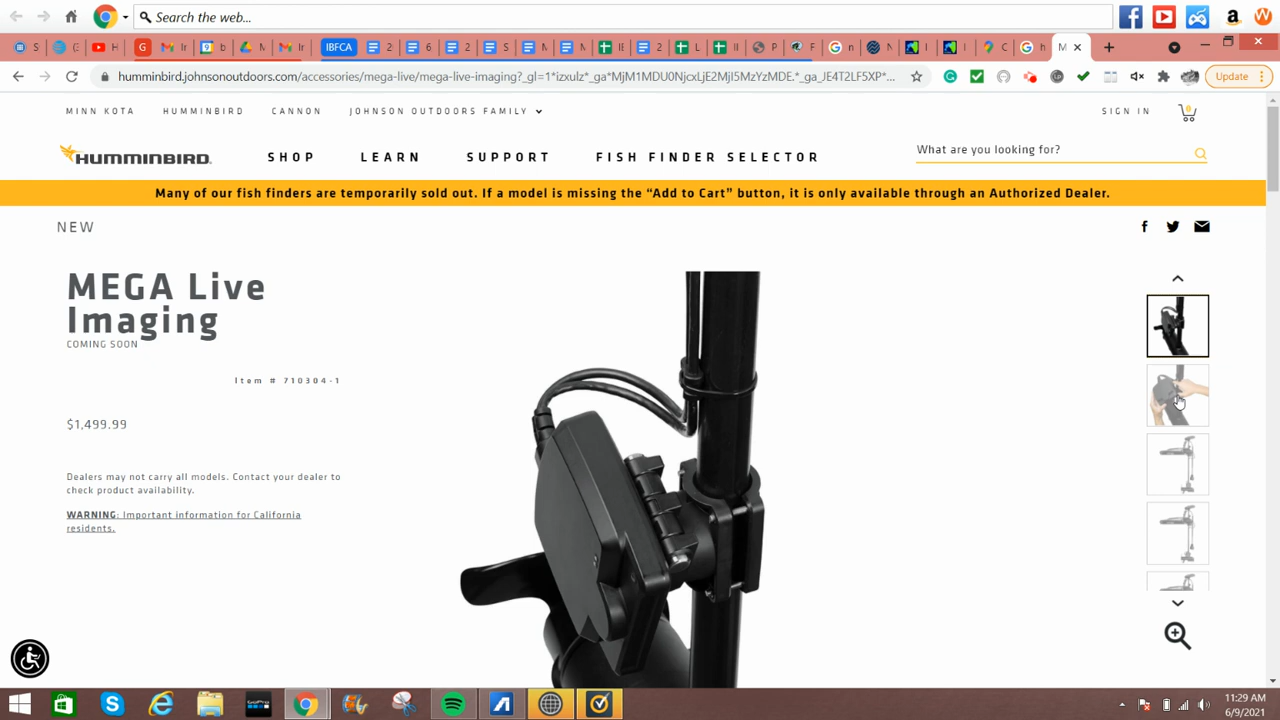 Search the web...
IBFCA
humminbird.johnsonoutdoors.com/accessories/mega-live/mega-live-imaging?_gl=1*izxulz*_ga*MjM1MDU0NjcxLjE2MjI5MzYzMDE.*_ga_JE4T2LF5XP*...
Update
MINN KOTA HUMMINBIRD CANNON JOHNSON OUTDOORS FAMILY
SIGN IN
0
HUMMINBIRD.
SHOP LEARN SUPPORT FISH FINDER SELECTOR
What are you looking for?
Many of our fish finders are temporarily sold out. If a model is missing the “Add to Cart” button, it is only available through an Authorized Dealer.
NEW
MEGA Live
Imaging
COMING SOON
Item # 710304-1
$1,499.99
Dealers may not carry all models. Contact your dealer to
check product availability.
WARNING: Important information for California
residents.
11:29 AM
6/9/2021